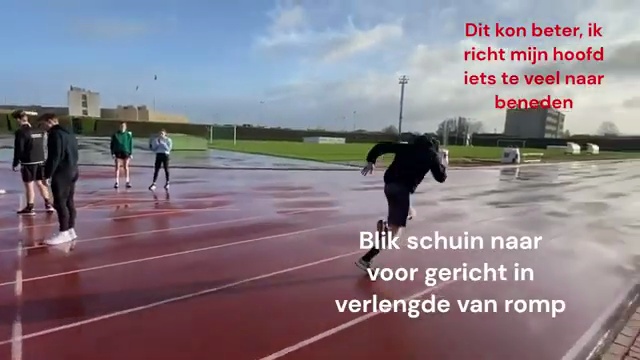 Dit kon beter, ik
richt mijn hoofd
iets te veel naar
beneden
Blik schuin naar
voor gericht in
verlengde van romp